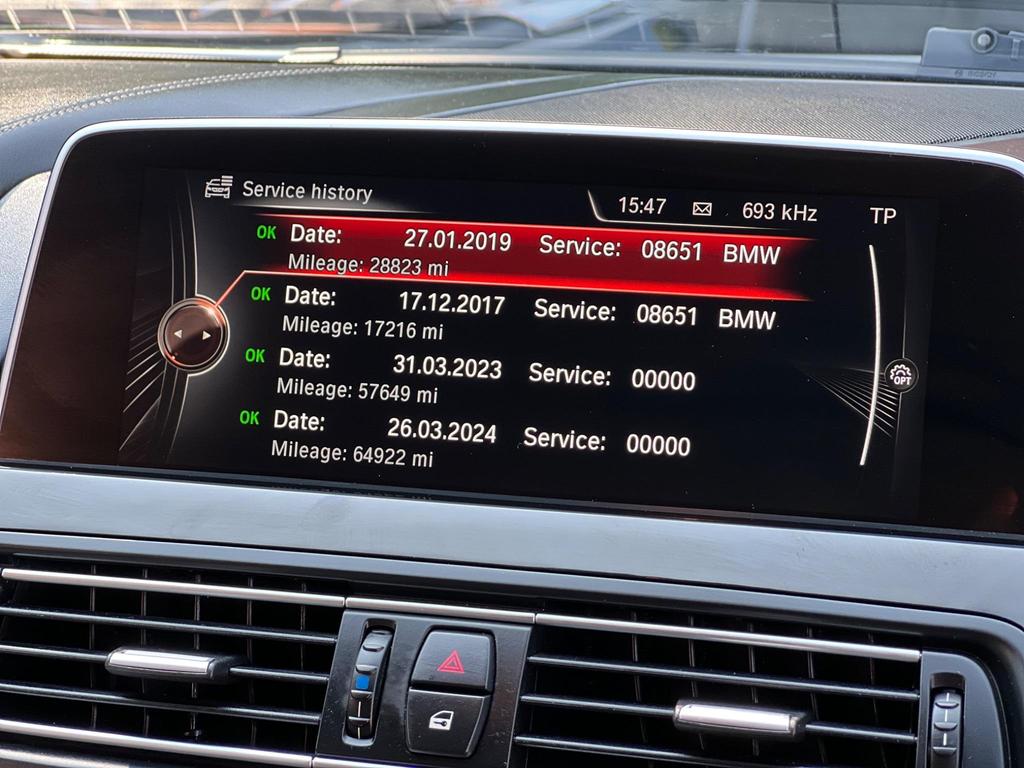 Service history
15:47 693 kHz TP
OK Date: 27.01.2019 Service: 08651 BMW
Mileage: 28823 mi
OK Date: 17.12.2017 Service: 08651 BMW
Mileage: 17216 mi
OK Date: 31.03.2023 Service: 00000
Mileage: 57649 mi
OPT
OK Date: 26.03.2024 Service: 00000
Mileage: 64922 mi